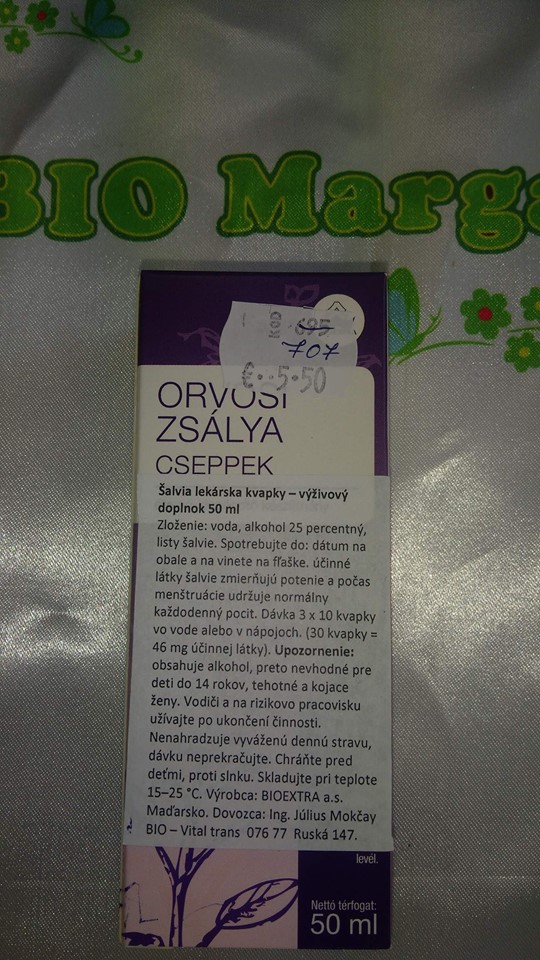 BIO Marga
KOD 695
707
€ 5.50
ORVOSI
ZSÁLYA
CSEPPEK
Šalvia lekárska kvapky – výživový
doplnok 50 ml
Zloženie: voda, alkohol 25 percentný,
listy šalvie. Spotrebujte do: dátum na
obale a na vinete na fľaške. účinné
látky šalvie zmierňujú potenie a počas
menštruácie udržuje normálny
každodenný pocit. Dávka 3 x 10 kvapky
vo vode alebo v nápojoch. (30 kvapky =
46 mg účinnej látky). Upozornenie:
obsahuje alkohol, preto nevhodné pre
deti do 14 rokov, tehotné a kojace
ženy. Vodiči a na rizikovo pracovisku
užívajte po ukončení činnosti.
Nenahradzuje vyváženú dennú stravu,
dávku neprekračujte. Chráňte pred
deťmi, proti slnku. Skladujte pri teplote
15–25 °C. Výrobca: BIOEXTRA a.s.
Maďarsko. Dovozca: Ing. Július Mokčay
BIO – Vital trans 076 77 Ruská 147.
levél.
Nettó térfogat:
50 ml